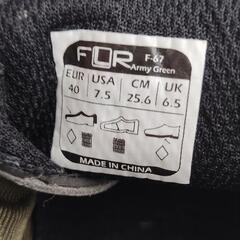 FOR F-67
Army Green
EUR USA CM UK
40 7.5 25.6 6.5
MADE IN CHINA